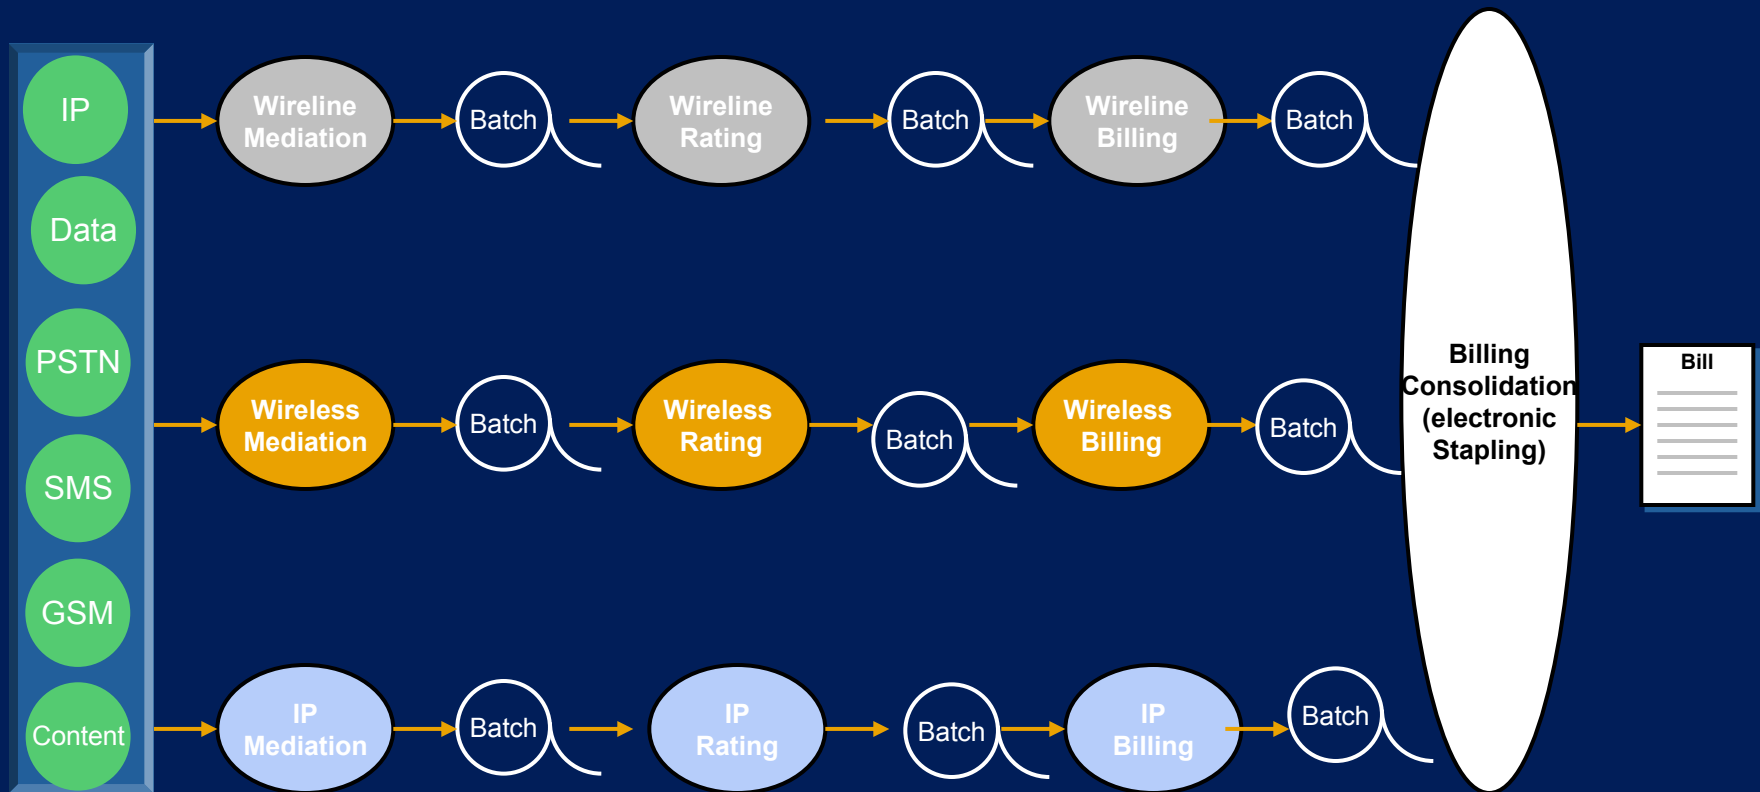 IP
Data
PSTN
SMS
GSM
Content
Wireline
Mediation
Batch
Wireline
Rating
Batch
Wireline
Billing
Batch
Wireless
Mediation
Batch
Wireless
Rating
Batch
Wireless
Billing
Batch
IP
Mediation
Batch
IP
Rating
Batch
IP
Billing
Batch
Billing
Consolidation
(electronic
Stapling)
Bill